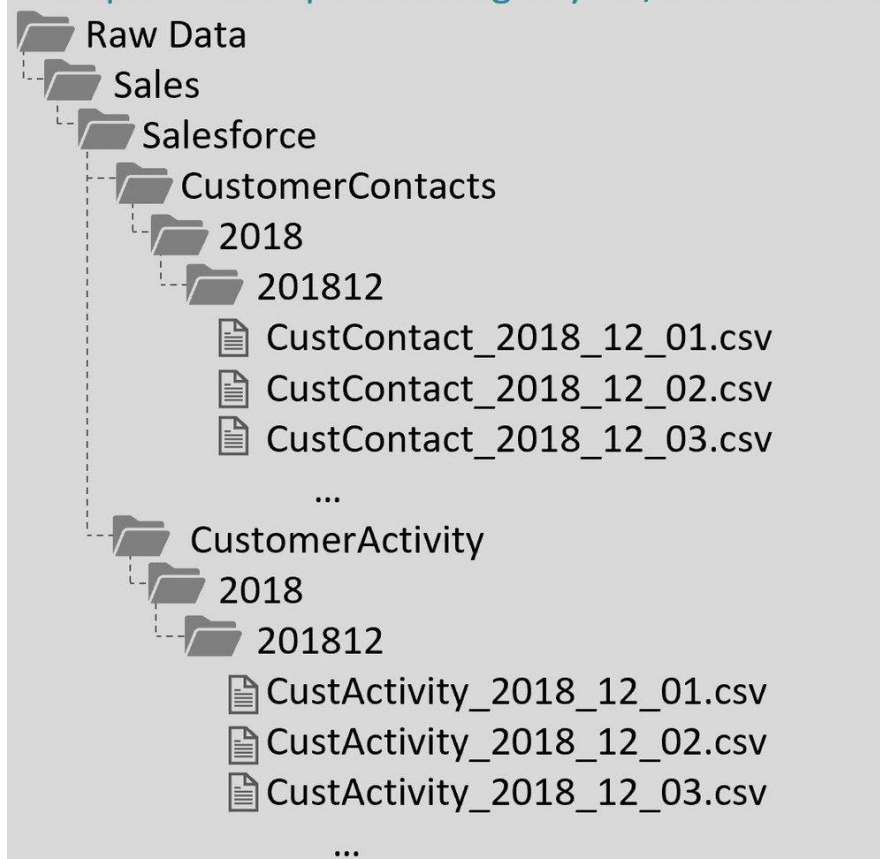 Raw Data
Sales
Salesforce
CustomerContacts
2018
201812
CustContact_2018_12_01.csv
CustContact_2018_12_02.csv
CustContact_2018_12_03.csv
...
CustomerActivity
2018
201812
CustActivity_2018_12_01.csv
CustActivity_2018_12_02.csv
CustActivity_2018_12_03.csv
...